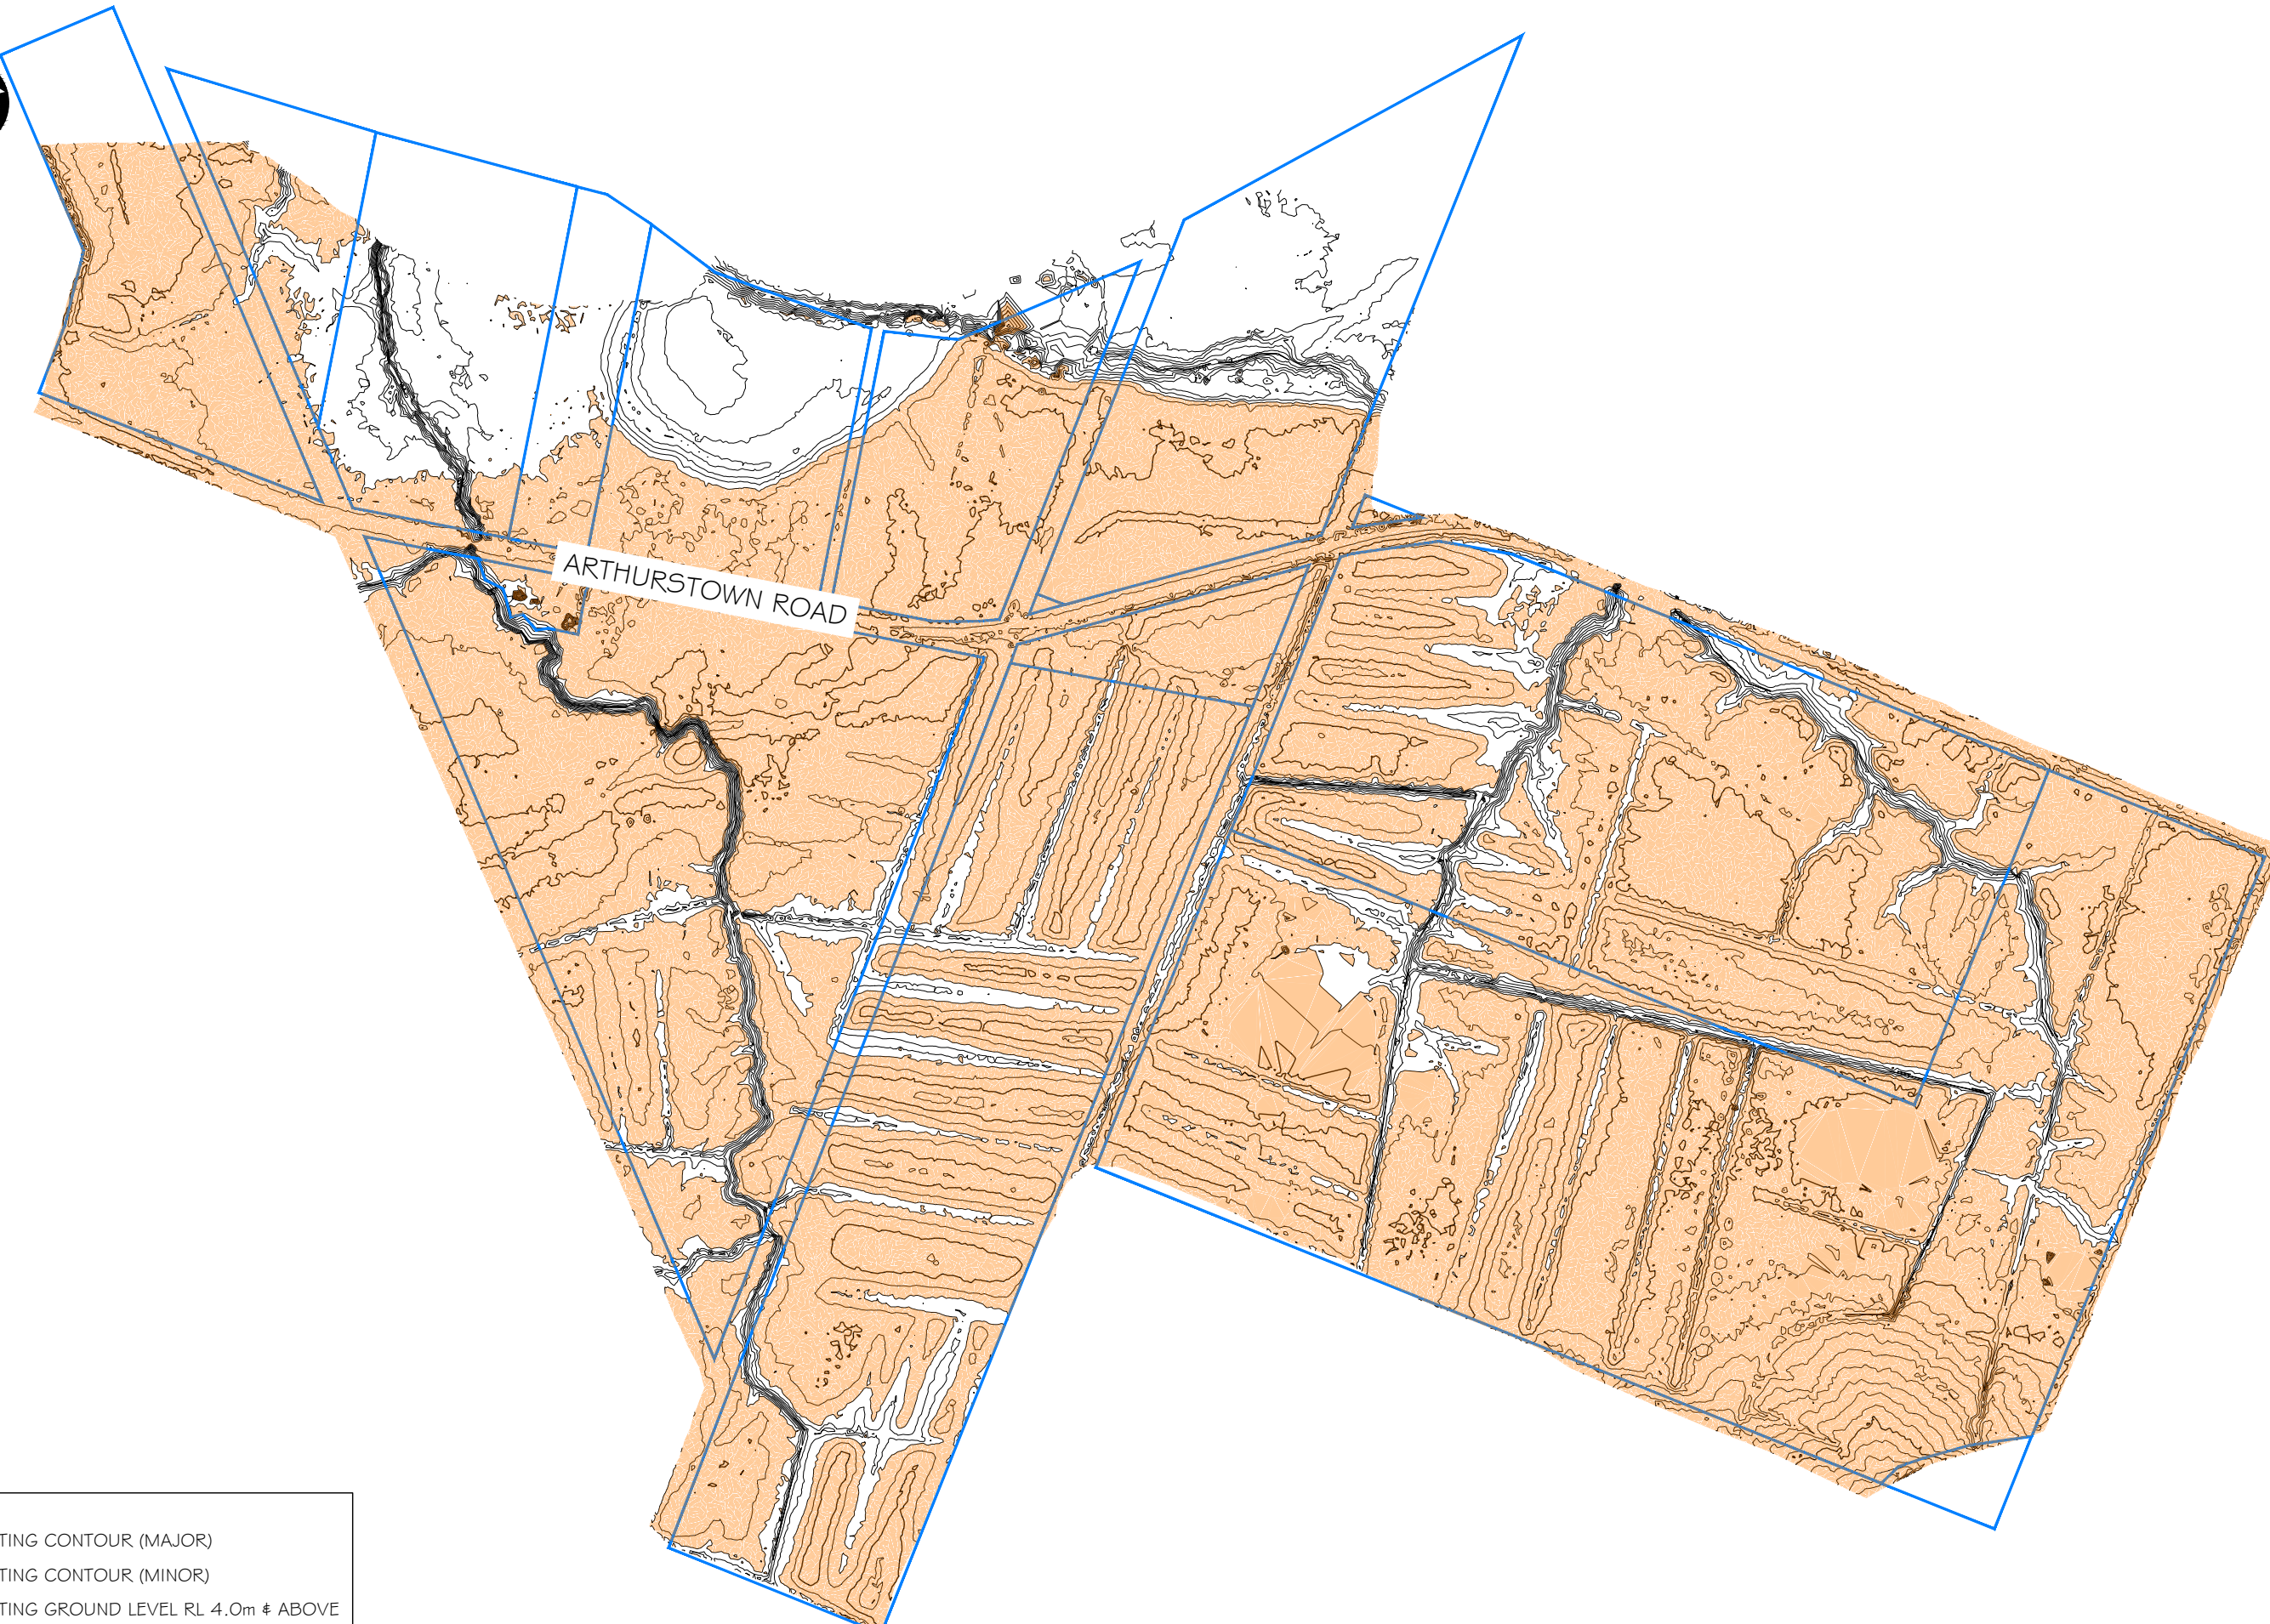 ARTHURSTOWN ROAD
TING CONTOUR (MAJOR)
TING CONTOUR (MINOR)
TING GROUND LEVEL RL 4.0m & ABOVE